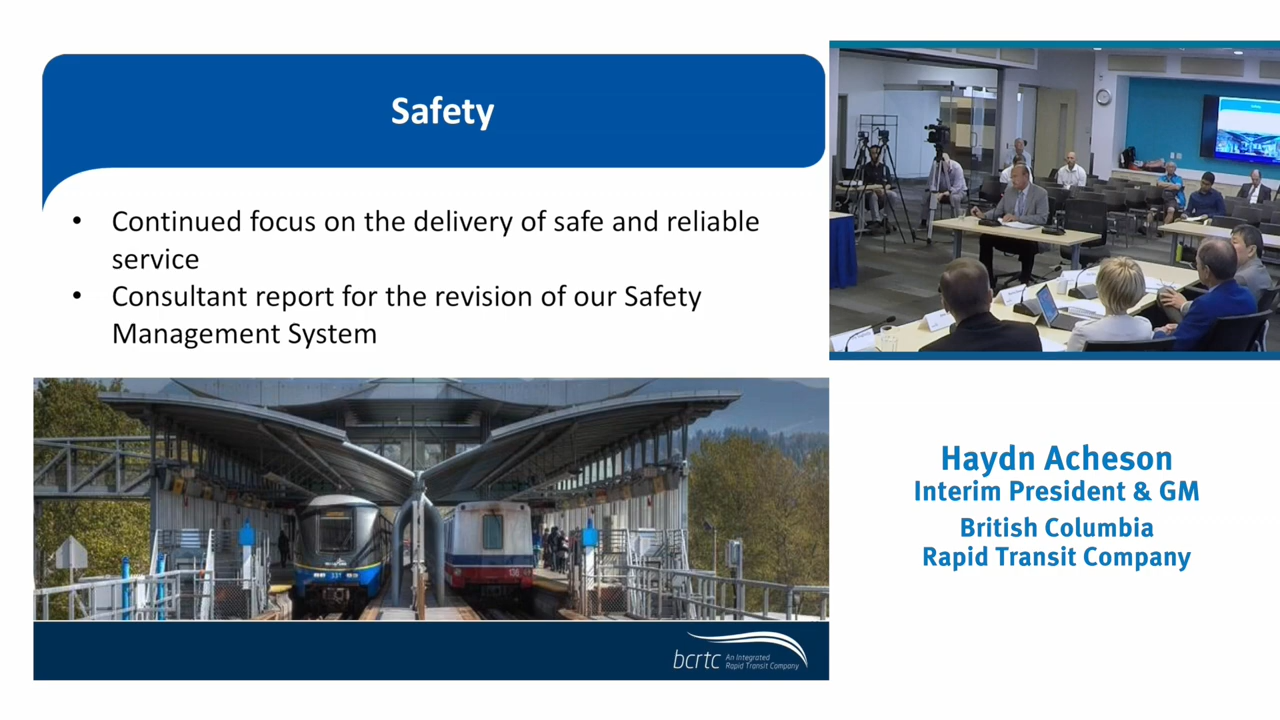 Safety
• Continued focus on the delivery of safe and reliable
service
• Consultant report for the revision of our Safety
Management System
bcrtc An Integrated
Rapid Transit Company
Haydn Acheson
Interim President & GM
British Columbia
Rapid Transit Company